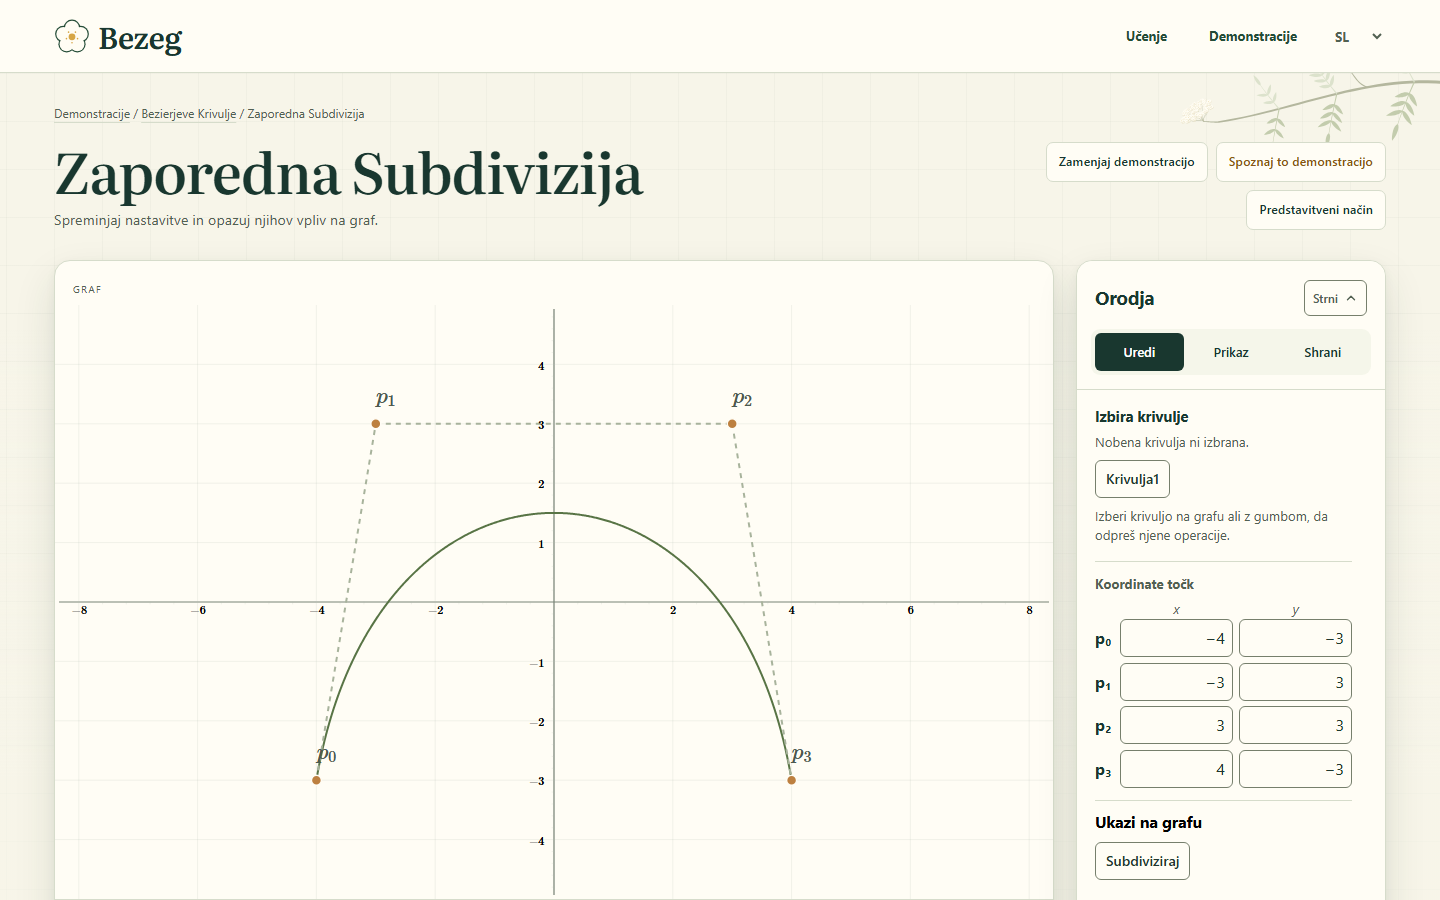 Bezeg
Učenje
Demonstracije
SL
Demonstracije / Bezierjeve Krivulje / Zaporedna Subdivizija
Zaporedna Subdivizija
Spreminjaj nastavitve in opazuj njihov vpliv na graf.
Zamenjaj demonstracijo
Spoznaj to demonstracijo
Predstavitveni način
GRAF
4
p1
p2
3
2
1
−8
−6
−4
−2
2
4
6
8
−1
−2
p0
p3
−3
−4
Orodja
Strni
Uredi
Prikaz
Shrani
Izbira krivulje
Nobena krivulja ni izbrana.
Krivulja1
Izberi krivuljo na grafu ali z gumbom, da
odpreš njene operacije.
Koordinate točk
x y
p₀ −4 −3
p₁ −3 3
p₂ 3 3
p₃ 4 −3
Ukazi na grafu
Subdiviziraj